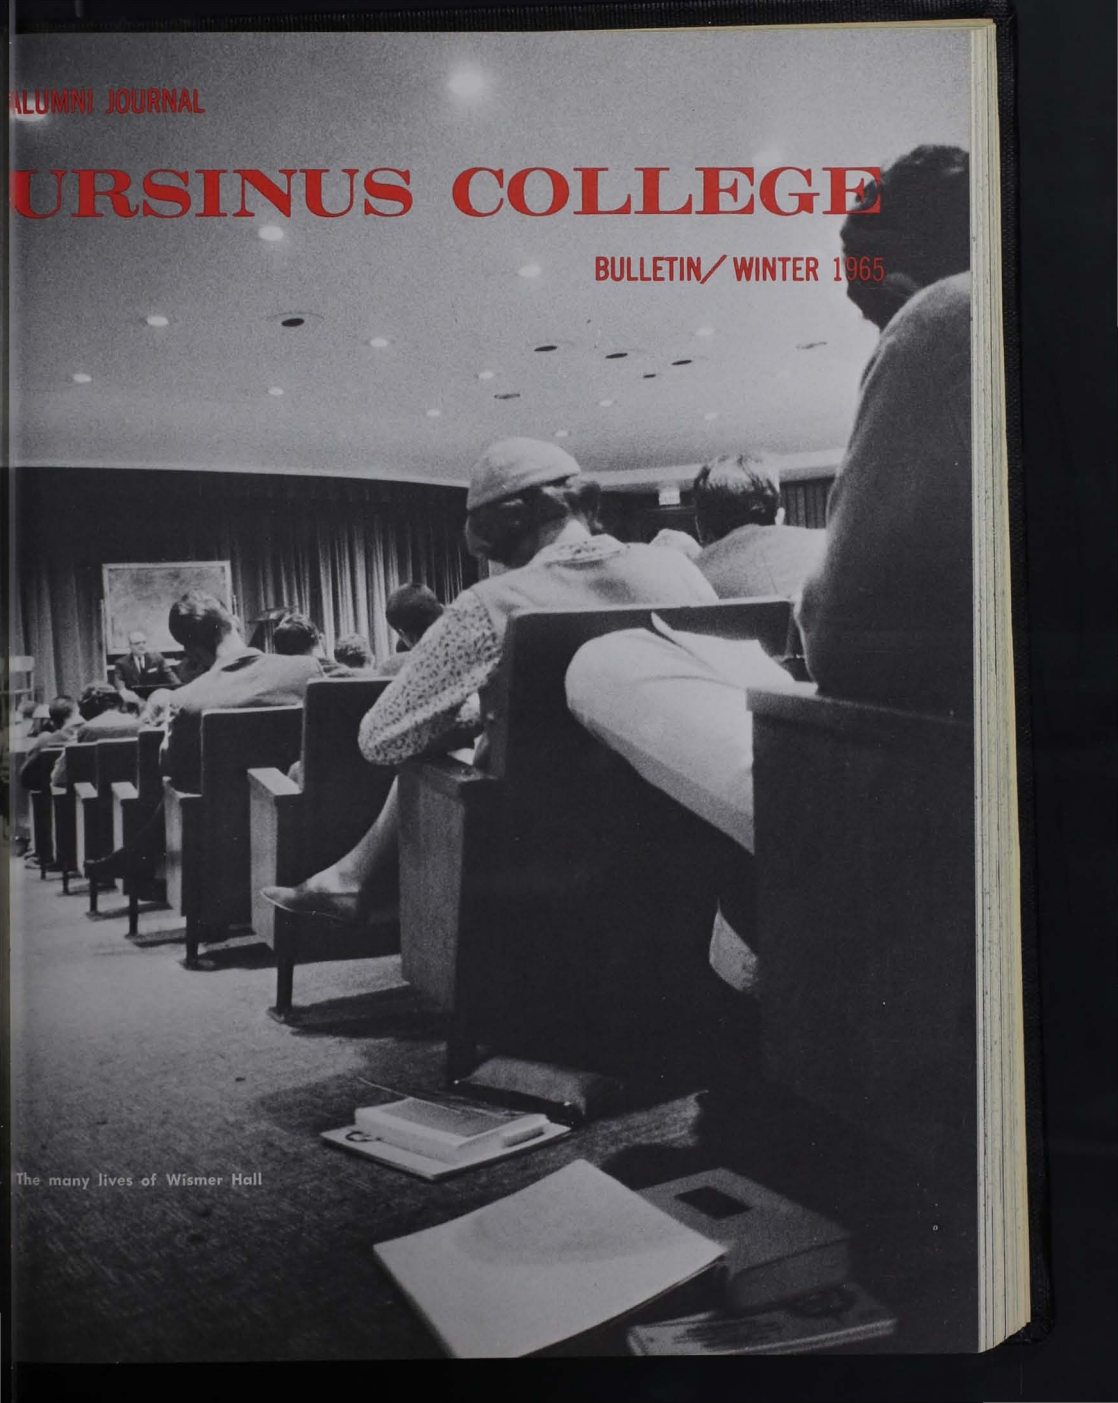 ALUMNI JOURNAL
URSINUS COLLEGE
BULLETIN/WINTER 1965
The many lives of Wismer Hall